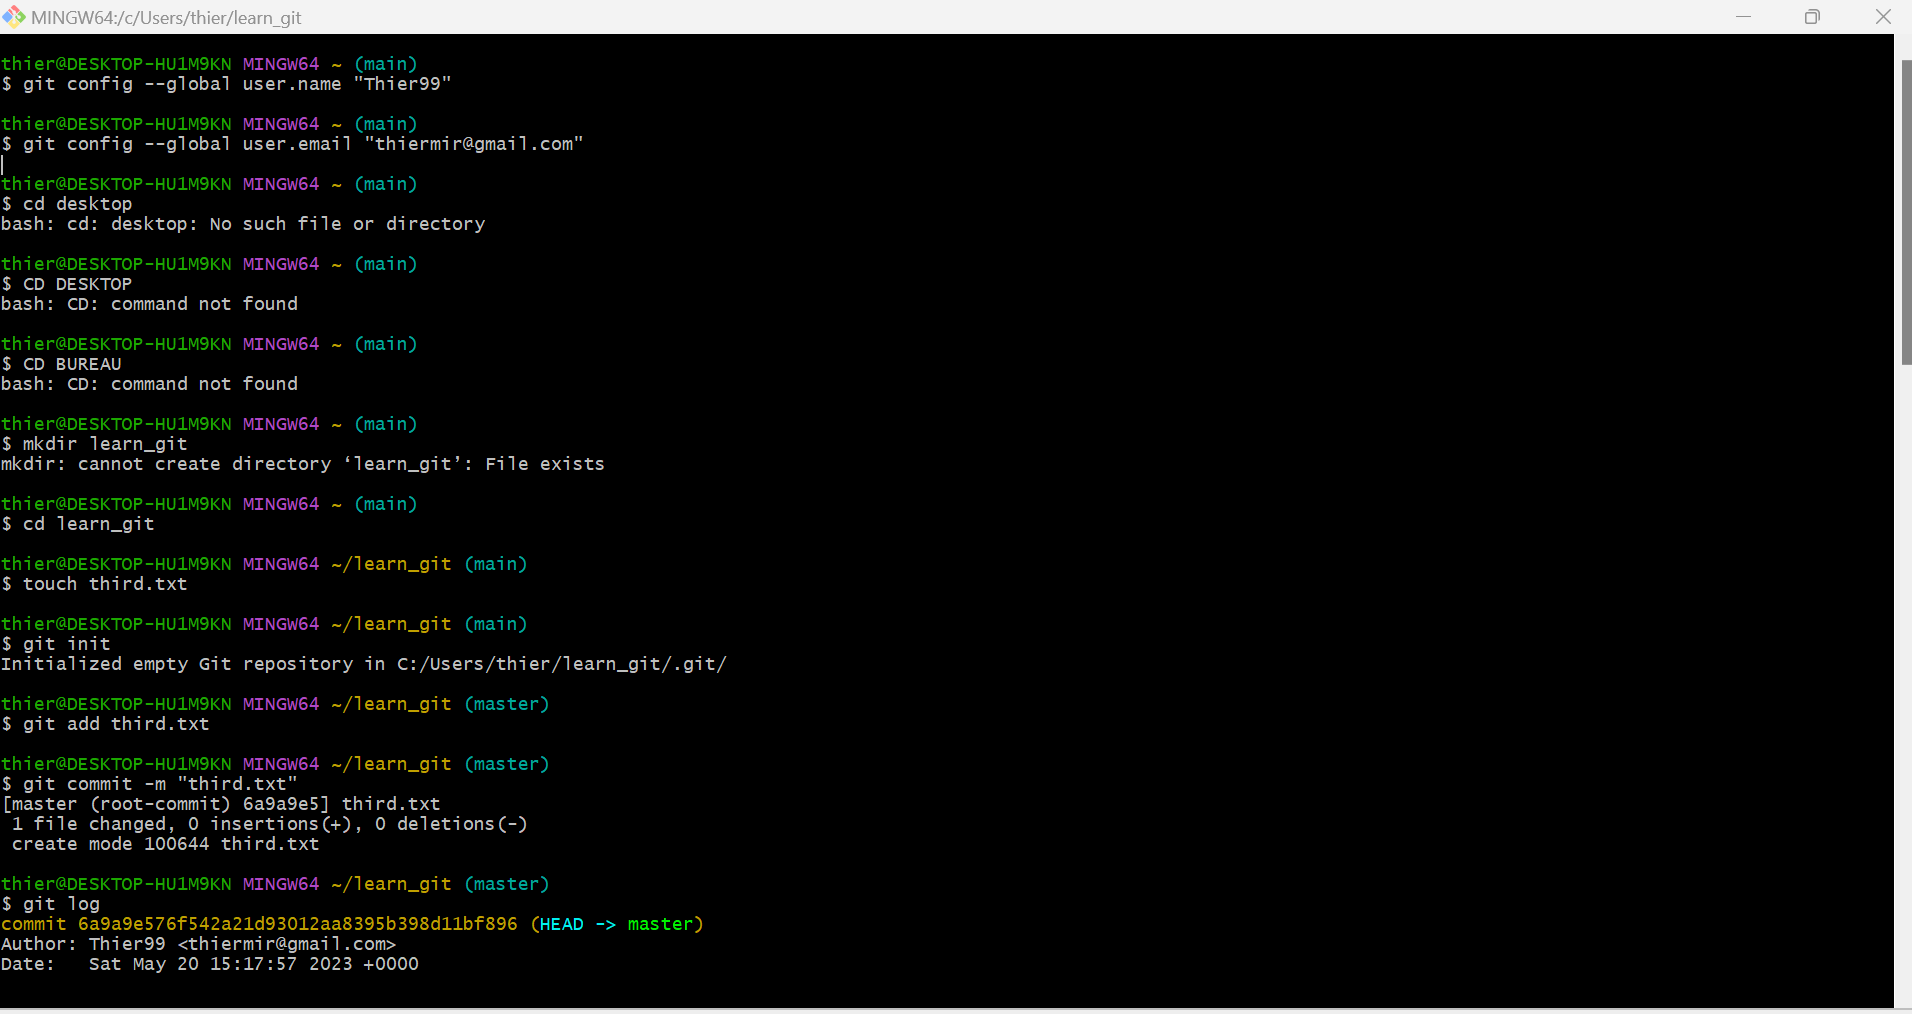 MINGW64:/c/Users/thier/learn_git
thier@DESKTOP-HU1M9KN MINGW64 ~ (main)
$ git config --global user.name "Thier99"
thier@DESKTOP-HU1M9KN MINGW64 ~ (main)
$ git config --global user.email "thiermir@gmail.com"
thier@DESKTOP-HU1M9KN MINGW64 ~ (main)
$ cd desktop
bash: cd: desktop: No such file or directory
thier@DESKTOP-HU1M9KN MINGW64 ~ (main)
$ CD DESKTOP
bash: CD: command not found
thier@DESKTOP-HU1M9KN MINGW64 ~ (main)
$ CD BUREAU
bash: CD: command not found
thier@DESKTOP-HU1M9KN MINGW64 ~ (main)
$ mkdir learn_git
mkdir: cannot create directory ‘learn_git’: File exists
thier@DESKTOP-HU1M9KN MINGW64 ~ (main)
$ cd learn_git
thier@DESKTOP-HU1M9KN MINGW64 ~/learn_git (main)
$ touch third.txt
thier@DESKTOP-HU1M9KN MINGW64 ~/learn_git (main)
$ git init
Initialized empty Git repository in C:/Users/thier/learn_git/.git/
thier@DESKTOP-HU1M9KN MINGW64 ~/learn_git (master)
$ git add third.txt
thier@DESKTOP-HU1M9KN MINGW64 ~/learn_git (master)
$ git commit -m "third.txt"
[master (root-commit) 6a9a9e5] third.txt
 1 file changed, 0 insertions(+), 0 deletions(-)
 create mode 100644 third.txt
thier@DESKTOP-HU1M9KN MINGW64 ~/learn_git (master)
$ git log
commit 6a9a9e576f542a21d93012aa8395b398d11bf896 (HEAD -> master)
Author: Thier99 <thiermir@gmail.com>
Date:   Sat May 20 15:17:57 2023 +0000